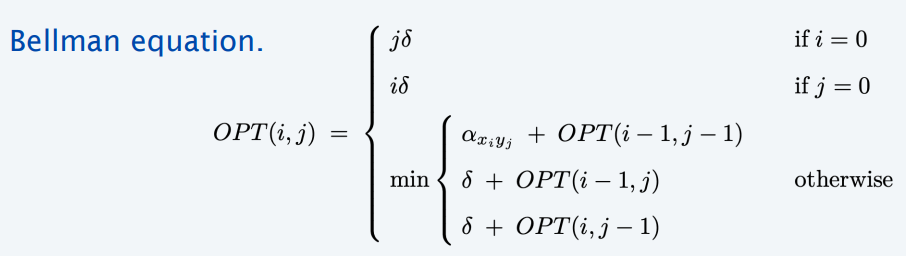 Bellman equation.
jδ if i = 0
iδ if j = 0
α_{x_i y_j} + OPT(i − 1, j − 1)
OPT(i, j) = min δ + OPT(i − 1, j) otherwise
δ + OPT(i, j − 1)